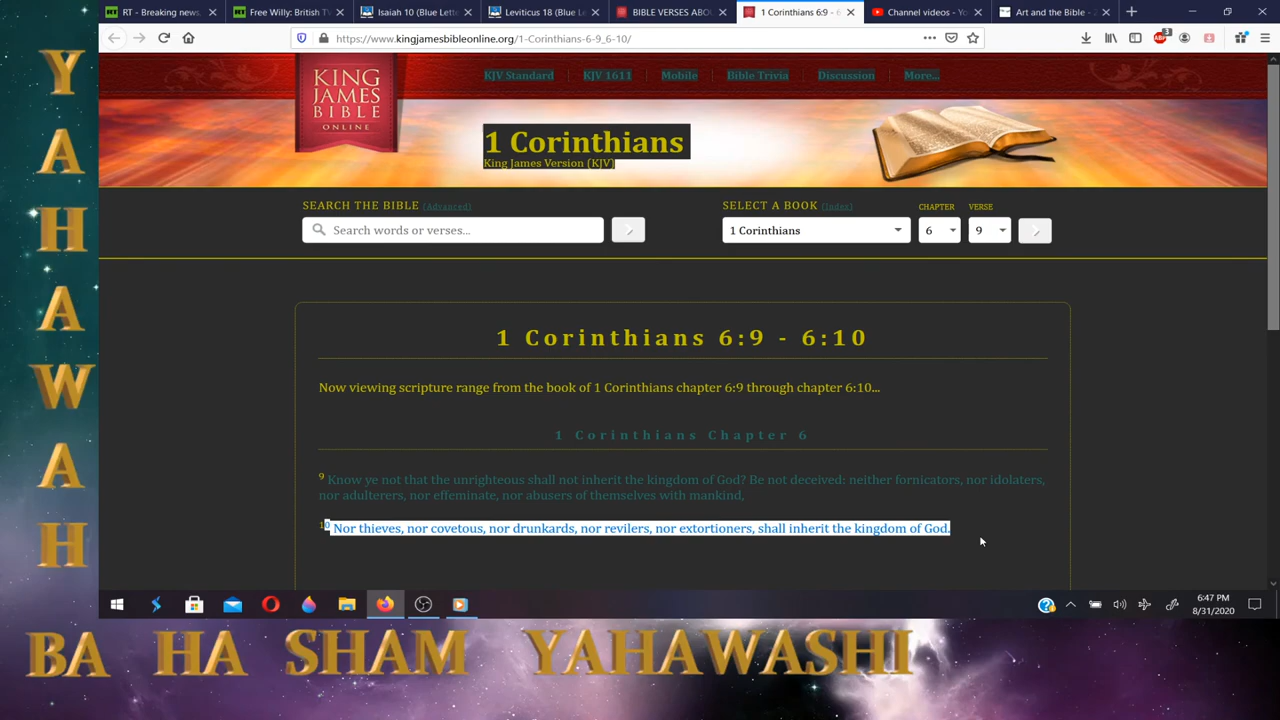 RT - Breaking news.
Free Willy: British TV
Isaiah 10 (Blue Lette
Leviticus 18 (Blue L
BIBLE VERSES ABO
1 Corinthians 6:9 - 6
Channel videos - Yo
Art and the Bible - 2
https://www.kingjamesbibleonline.org/1-Corinthians-6-9_6-10/
ABP
3
KING
JAMES
BIBLE
ONLINE
KJV Standard
KJV 1611
Mobile
Bible Trivia
Discussion
More...
1 Corinthians
King James Version (KJV)
SEARCH THE BIBLE (Advanced)
SELECT A BOOK (Index)
CHAPTER
VERSE
Search words or verses...
1 Corinthians
6
9
1 Corinthians 6:9 - 6:10
Now viewing scripture range from the book of 1 Corinthians chapter 6:9 through chapter 6:10...
1 Corinthians Chapter 6
9 Know ye not that the unrighteous shall not inherit the kingdom of God? Be not deceived: neither fornicators, nor idolaters,
nor adulterers, nor effeminate, nor abusers of themselves with mankind,
10 Nor thieves, nor covetous, nor drunkards, nor revilers, nor extortioners, shall inherit the kingdom of God.
6:47 PM
8/31/2020
YAHAWAH
BA HA SHAM YAHAWASHI